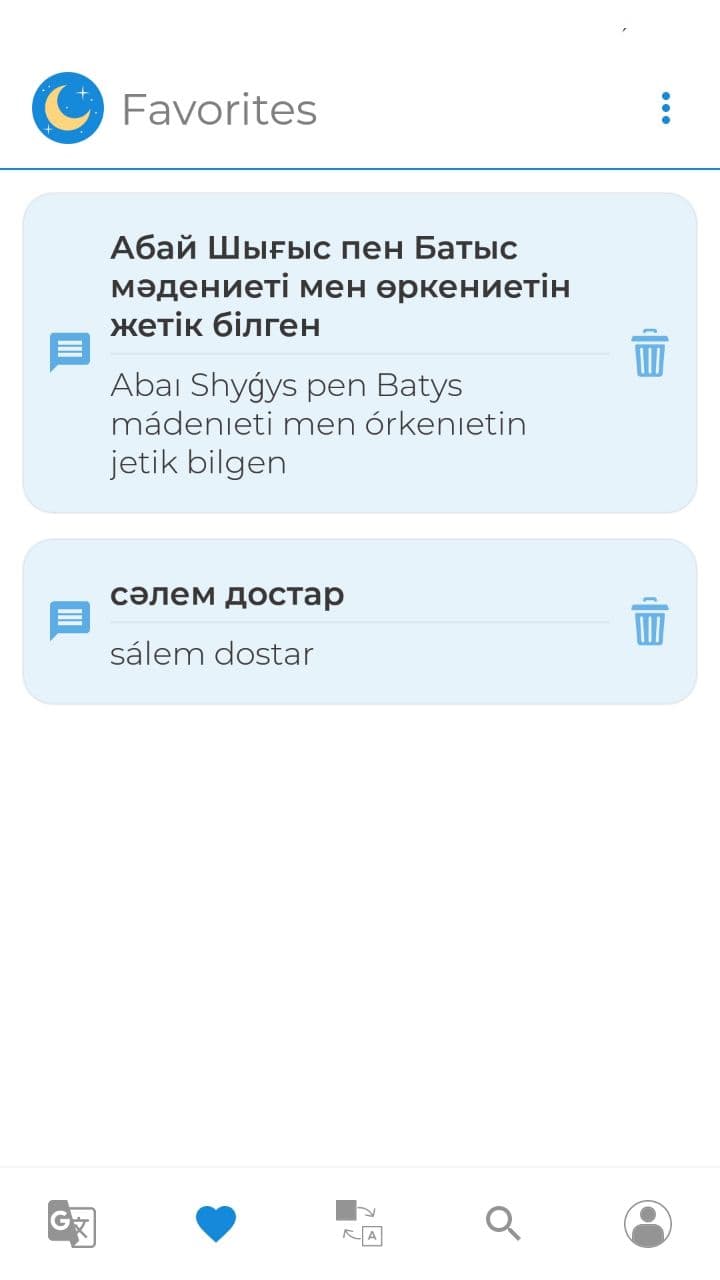 Favorites
Абай Шығыс пен Батыс
мәдениеті мен өркениетін
жетік білген
Abaı Shyǵys pen Batys
mádenıeti men órkenıetin
jetik bilgen
сәлем достар
sálem dostar
G 文
A